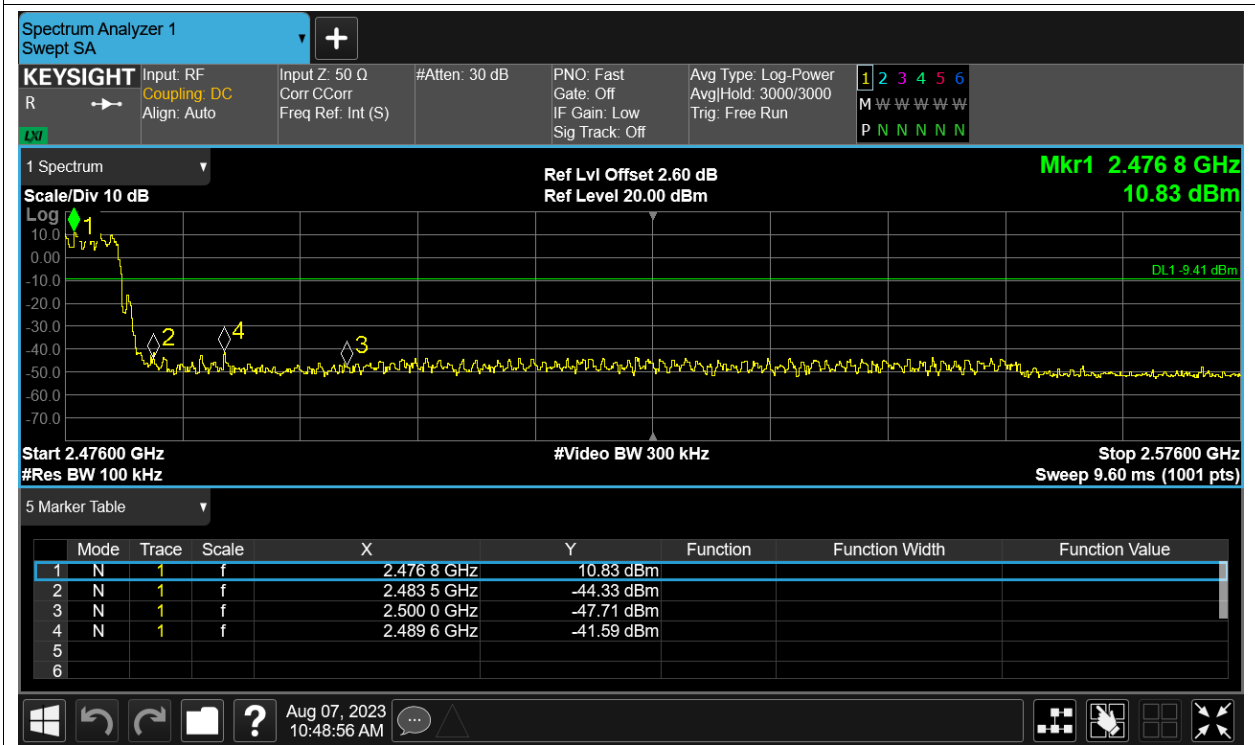 Spectrum Analyzer 1
Swept SA
+
KEYSIGHT
R
LXI
Input: RF
Coupling: DC
Align: Auto
Input Z: 50 Ω
Corr CCorr
Freq Ref: Int (S)
#Atten: 30 dB
PNO: Fast
Gate: Off
IF Gain: Low
Sig Track: Off
Avg Type: Log-Power
Avg|Hold: 3000/3000
Trig: Free Run
1 2 3 4 5 6
M W W W W W
P N N N N N
1 Spectrum
Scale/Div 10 dB
Ref Lvl Offset 2.60 dB
Ref Level 20.00 dBm
Mkr1 2.476 8 GHz
10.83 dBm
Log
10.0
0.00
-10.0
-20.0
-30.0
-40.0
-50.0
-60.0
-70.0
1
2
4
3
DL1 -9.41 dBm
Start 2.47600 GHz
#Video BW 300 kHz
Stop 2.57600 GHz
#Res BW 100 kHz
Sweep 9.60 ms (1001 pts)
5 Marker Table
Mode Trace Scale X Y Function Function Width Function Value
1 N 1 f 2.476 8 GHz 10.83 dBm
2 N 1 f 2.483 5 GHz -44.33 dBm
3 N 1 f 2.500 0 GHz -47.71 dBm
4 N 1 f 2.489 6 GHz -41.59 dBm
5
6
?
Aug 07, 2023
10:48:56 AM